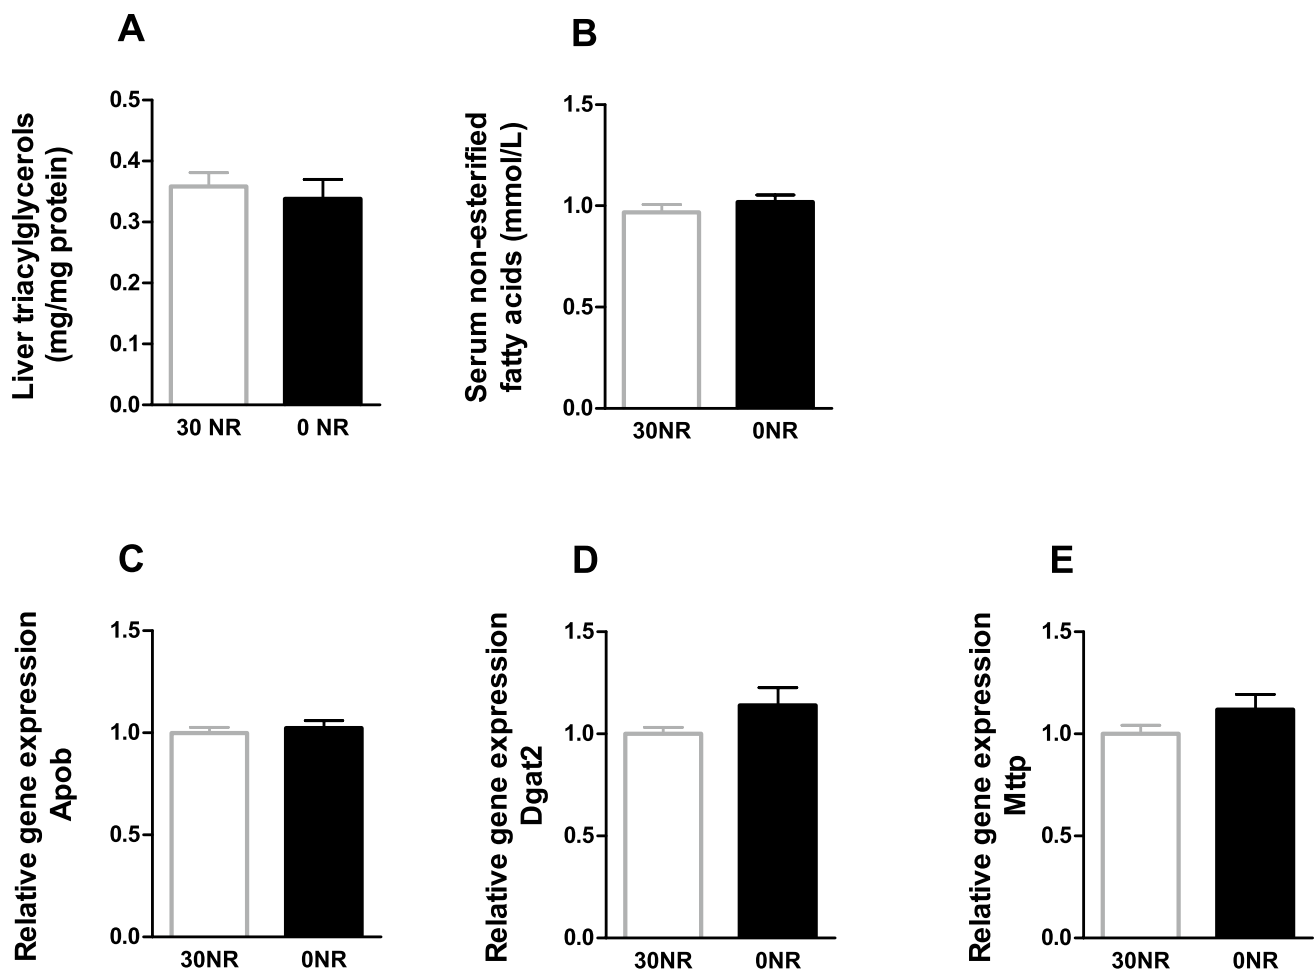 A
Liver triacylglycerols
(mg/mg protein)
0.5
0.4
0.3
0.2
0.1
0.0
30 NR
0 NR
B
Serum non-esterified
fatty acids (mmol/L)
1.5
1.0
0.5
0.0
30NR
0NR
C
Relative gene expression
Apob
1.5
1.0
0.5
0.0
30NR
0NR
D
Relative gene expression
Dgat2
1.5
1.0
0.5
0.0
30NR
0NR
E
Relative gene expression
Mttp
1.5
1.0
0.5
0.0
30NR
0NR